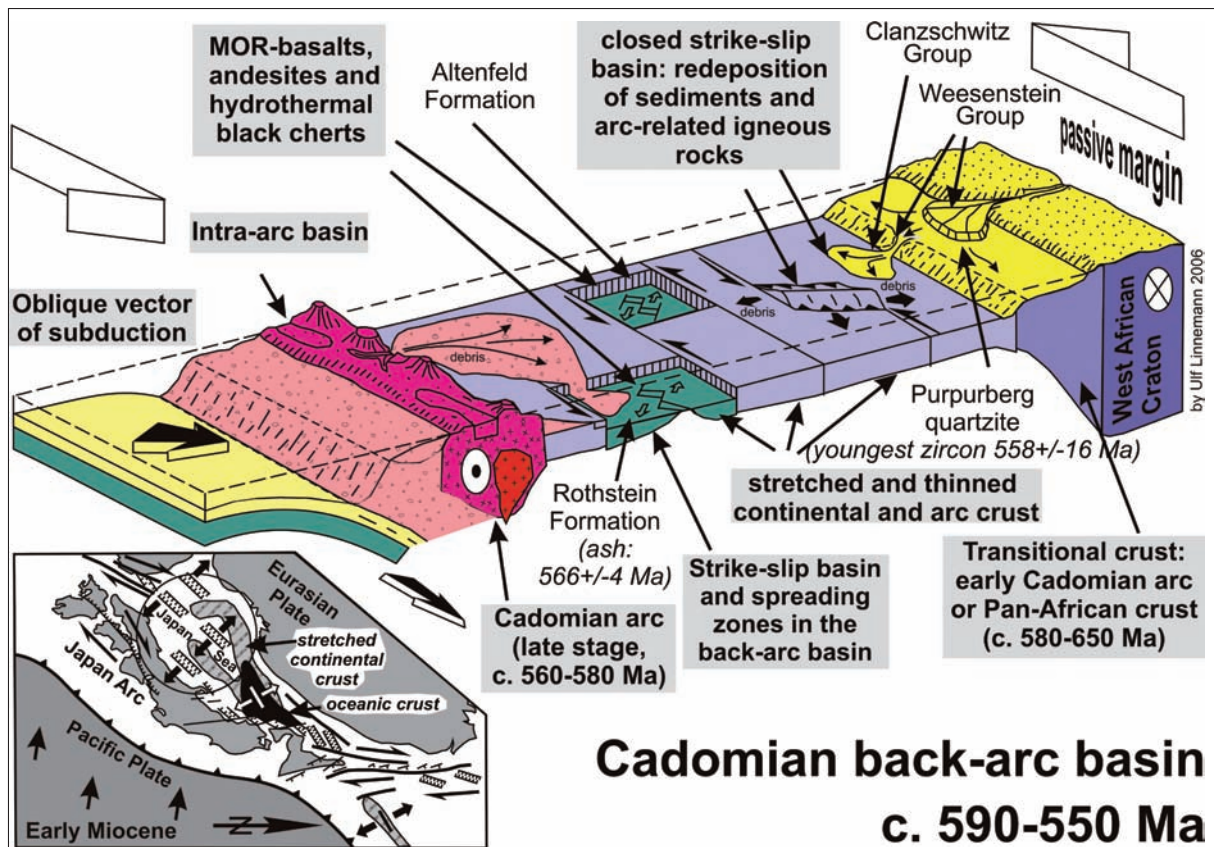 MOR-basalts,
andesites and
hydrothermal
black cherts
Altenfeld
Formation
closed strike-slip
basin: redeposition
of sediments and
arc-related igneous
rocks
Clanzschwitz
Group
Weesenstein
Group
passive margin
Intra-arc basin
Oblique vector
of subduction
debris
debris
debris
West African
Craton
by Ulf Linnemann 2006
Purpurberg
quartzite
(youngest zircon 558+/-16 Ma)
stretched and thinned
continental and arc crust
Rothstein
Formation
(ash:
566+/-4 Ma)
Strike-slip basin
and spreading
zones in the
back-arc basin
Transitional crust:
early Cadomian arc
or Pan-African crust
(c. 580-650 Ma)
Cadomian arc
(late stage,
c. 560-580 Ma)
Eurasian
Plate
Japan
Sea
stretched
continental
crust
oceanic crust
Japan Arc
Pacific Plate
Early Miocene
N
Cadomian back-arc basin
c. 590-550 Ma